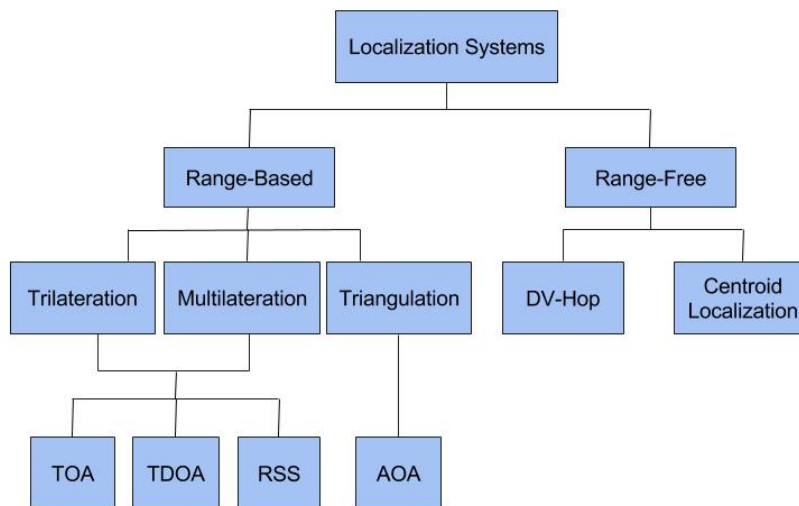 Localization Systems
Range-Based
Range-Free
Trilateration
Multilateration
Triangulation
DV-Hop
Centroid
Localization
TOA
TDOA
RSS
AOA